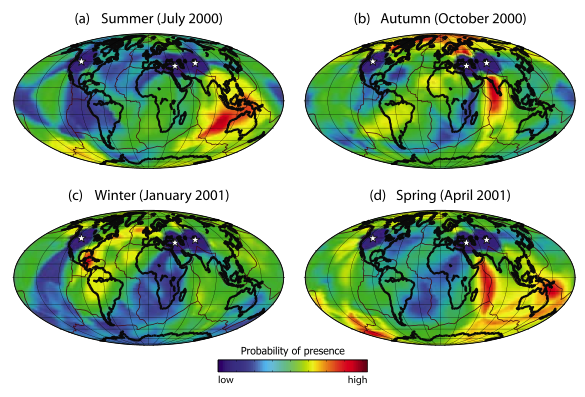 (a) Summer (July 2000)
(b) Autumn (October 2000)
(c) Winter (January 2001)
(d) Spring (April 2001)
Probability of presence
low high